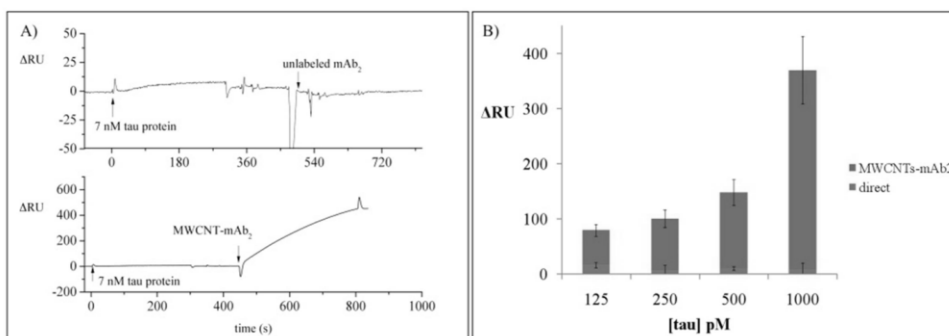 A)
ΔRU
50
25
0
-25
-50
unlabeled mAb2
7 nM tau protein
0 180 360 540 720
ΔRU
600
400
200
0
-200
MWCNT-mAb2
7 nM tau protein
0 200 400 600 800 1000
time (s)
B)
ΔRU
400
300
200
100
0
125 250 500 1000
[tau] pM
MWCNTs-mAb2
direct